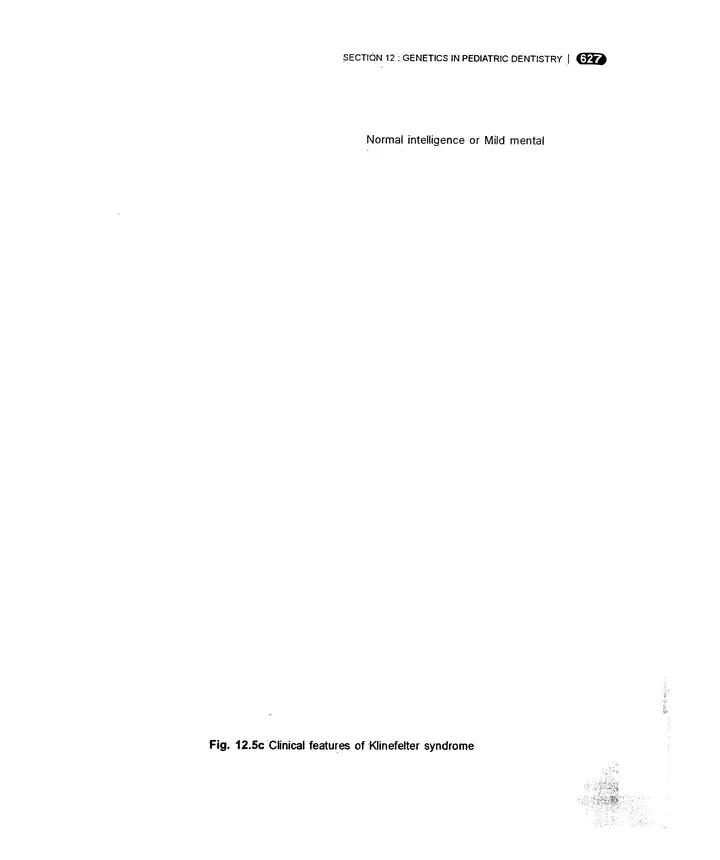 SECTION 12 : GENETICS IN PEDIATRIC DENTISTRY | 627
Normal intelligence or Mild mental
Fig. 12.5c Clinical features of Klinefelter syndrome